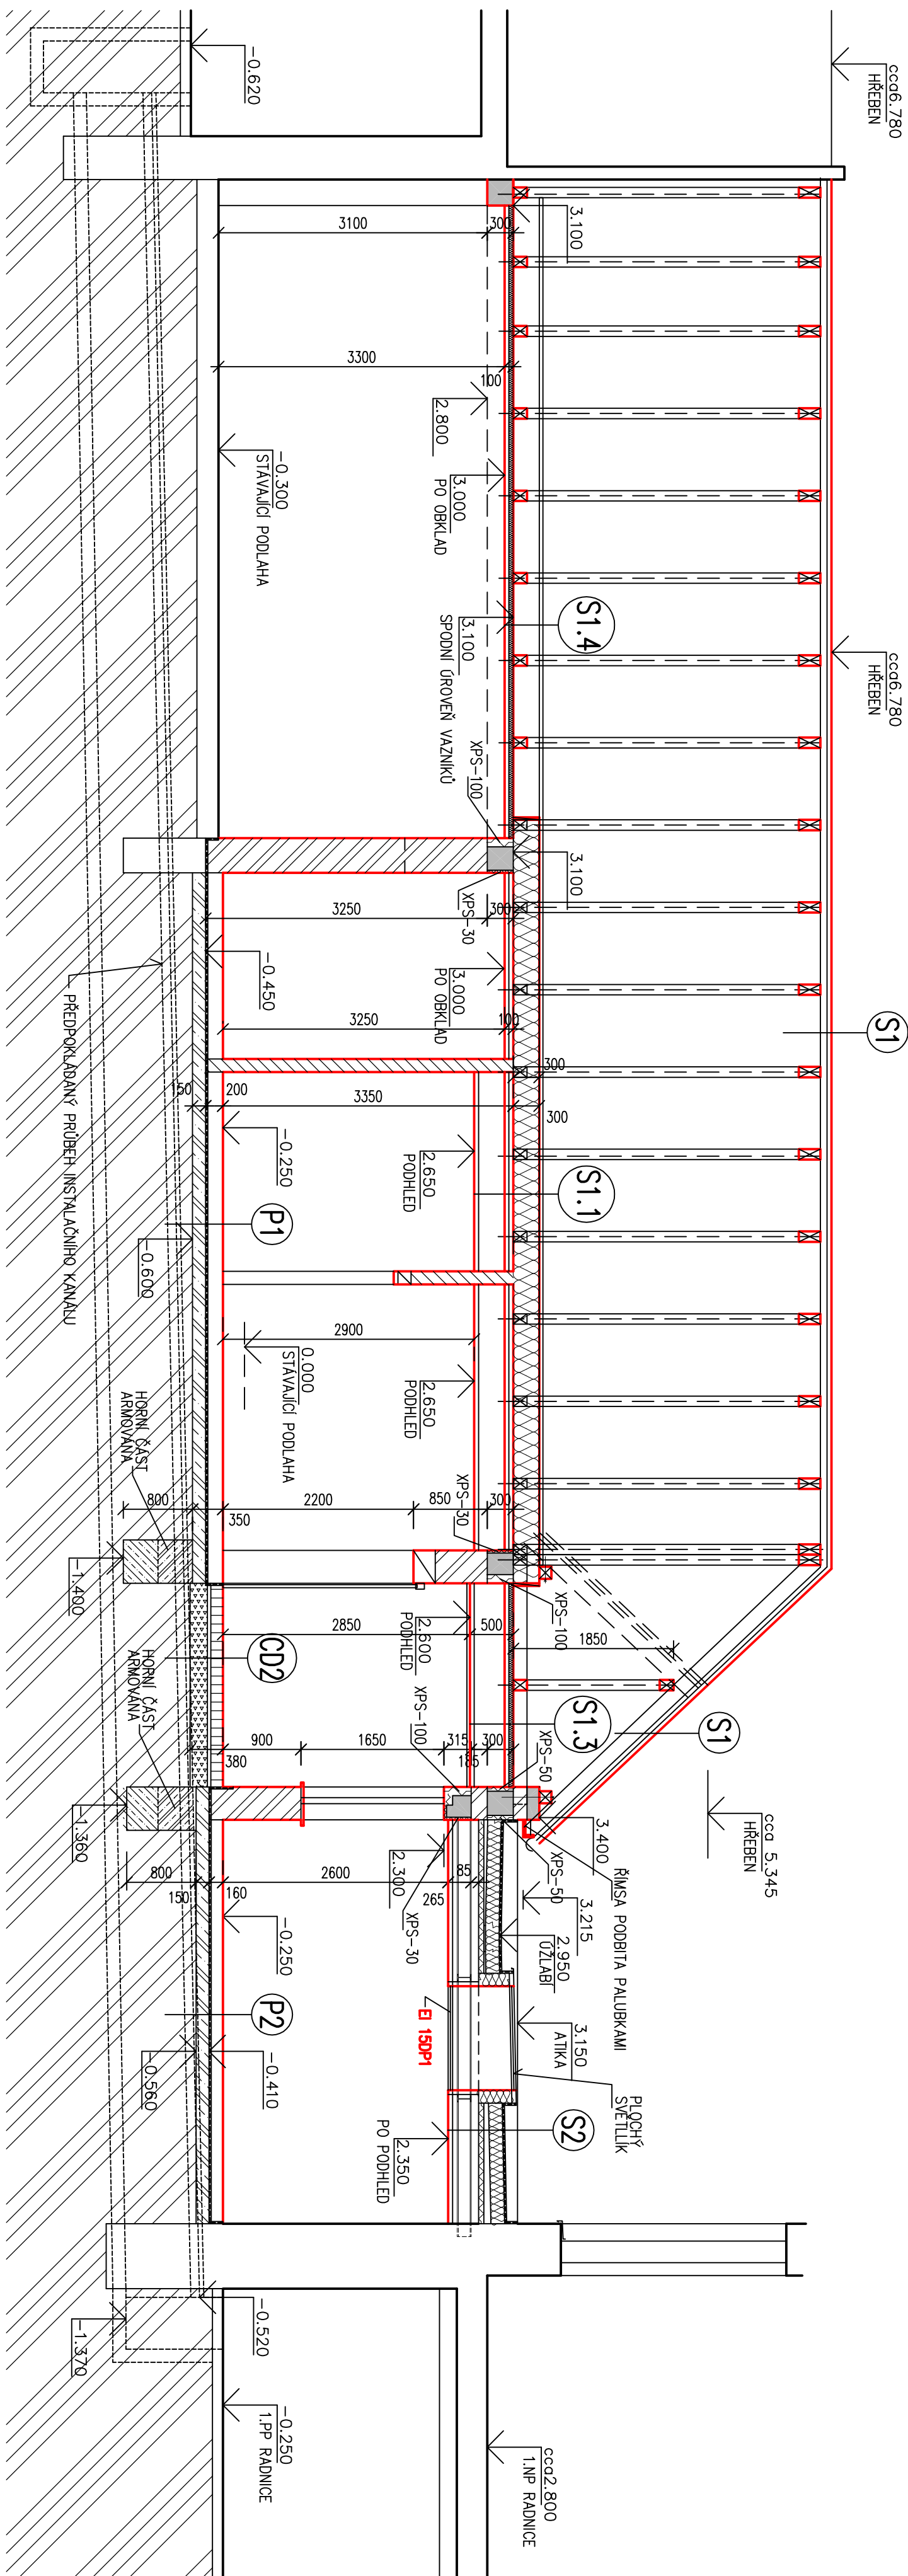 cca6.780
HŘEBEN
-0.620
3.100
3100
300
3300
100
2.800
-0.300
STÁVAJÍCÍ PODLAHA
3.000
PO OBKLAD
S1.4
3.100
SPODNÍ ÚROVEŇ VAZNÍKŮ
cca6.780
HŘEBEN
XPS-100
3.100
XPS-30
3250
300
-0.450
3.000
PO OBKLAD
3250
100
S1
PŘEDPOKLÁDANÝ PRŮBĚH INSTALAČNÍHO KANÁLU
150
200
3350
300
300
-0.250
2.650
PODHLED
S1.1
P1
-0.600
2900
0.000
STÁVAJÍCÍ PODLAHA
2.650
PODHLED
HORNÍ ČÁST
ARMOVÁNA
XPS-30
800
350
2200
850
300
-1.400
XPS-100
2850
2.600
PODHLED
500
1850
CD2
HORNÍ ČÁST
ARMOVÁNA
XPS-100
S1.3
S1
380
900
1650
315
185
300
XPS-50
cca 5.345
HŘEBEN
-1.360
3.400
ŘÍMSA PODBITA PALUBKAMI
XPS-50
800
150
160
2600
265
85
2.300
XPS-30
3.215
2.950
ÚŽLABÍ
-0.250
P2
-0.560
-0.410
EI 15DP1
3.150
ATIKA
PLOCHÝ
SVĚTLÍK
S2
2.350
PO PODHLED
-0.520
-1.370
-0.250
1.PP RADNICE
cca2.800
1.NP RADNICE